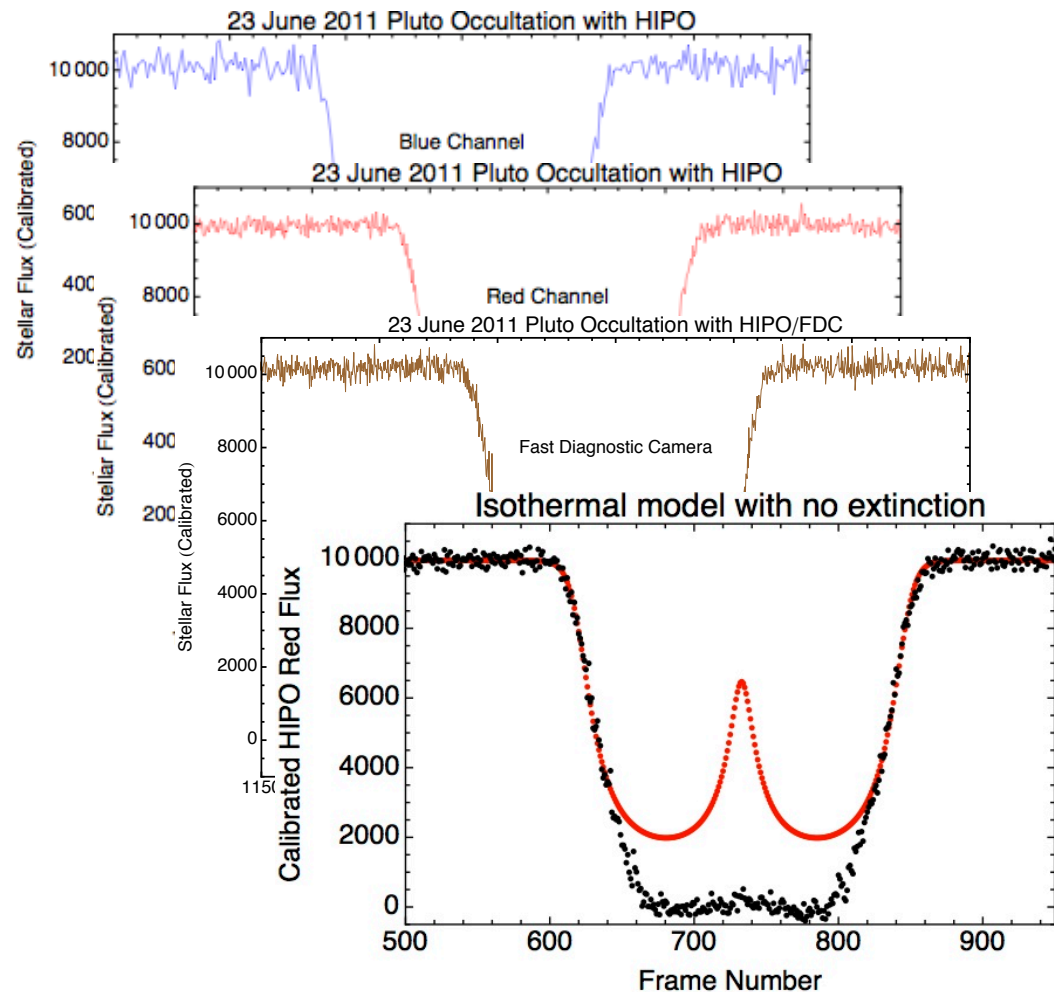 23 June 2011 Pluto Occultation with HIPO
10 000
8000
Blue Channel
Stellar Flux (Calibrated)
600
400
200
23 June 2011 Pluto Occultation with HIPO
10 000
8000
Red Channel
Stellar Flux (Calibrated)
600
400
200
23 June 2011 Pluto Occultation with HIPO/FDC
10 000
8000
6000
4000
2000
0
Fast Diagnostic Camera
Stellar Flux (Calibrated)
1150
Isothermal model with no extinction
10 000
8000
6000
4000
2000
0
Calibrated HIPO Red Flux
500 600 700 800 900
Frame Number